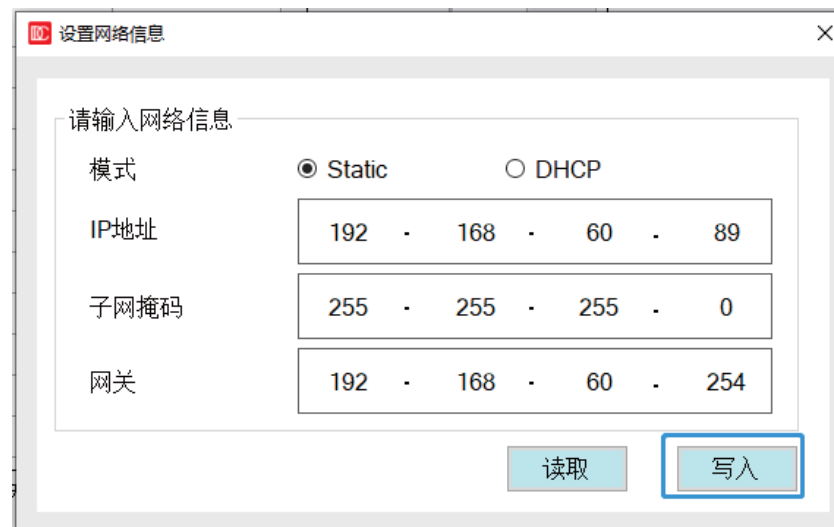 DC 设置网络信息
请输入网络信息
模式 Static DHCP
IP地址 192 . 168 . 60 . 89
子网掩码 255 . 255 . 255 . 0
网关 192 . 168 . 60 . 254
读取 写入